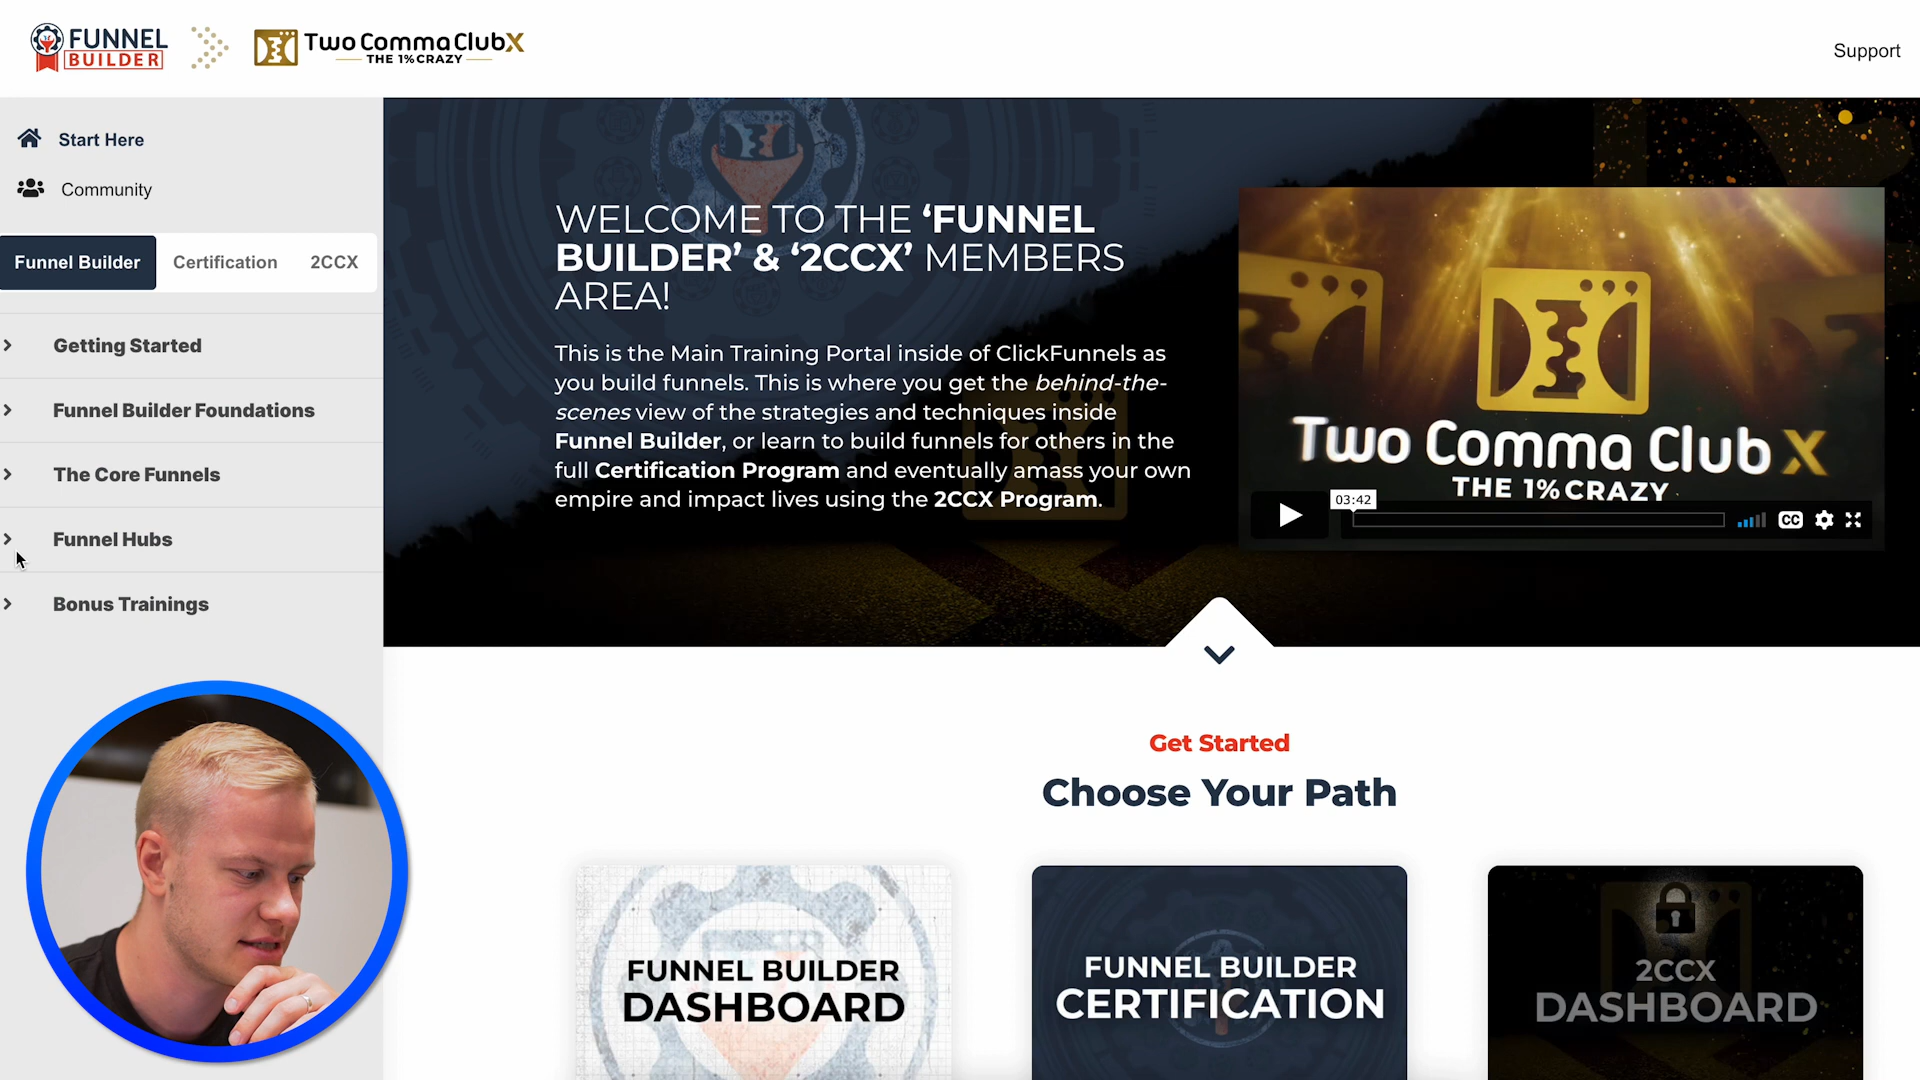 FUNNEL
BUILDER
Two Comma Club X
THE 1% CRAZY
Support
Start Here
Community
Funnel Builder
Certification
2CCX
Getting Started
Funnel Builder Foundations
The Core Funnels
Funnel Hubs
Bonus Trainings
WELCOME TO THE ‘FUNNEL
BUILDER’ & ‘2CCX’ MEMBERS
AREA!
This is the Main Training Portal inside of ClickFunnels as
you build funnels. This is where you get the behind-the-
scenes view of the strategies and techniques inside
Funnel Builder, or learn to build funnels for others in the
full Certification Program and eventually amass your own
empire and impact lives using the 2CCX Program.
Two Comma Club X
THE 1% CRAZY
03:42
CC
Get Started
Choose Your Path
FUNNEL BUILDER
DASHBOARD
FUNNEL BUILDER
CERTIFICATION
2CCX
DASHBOARD